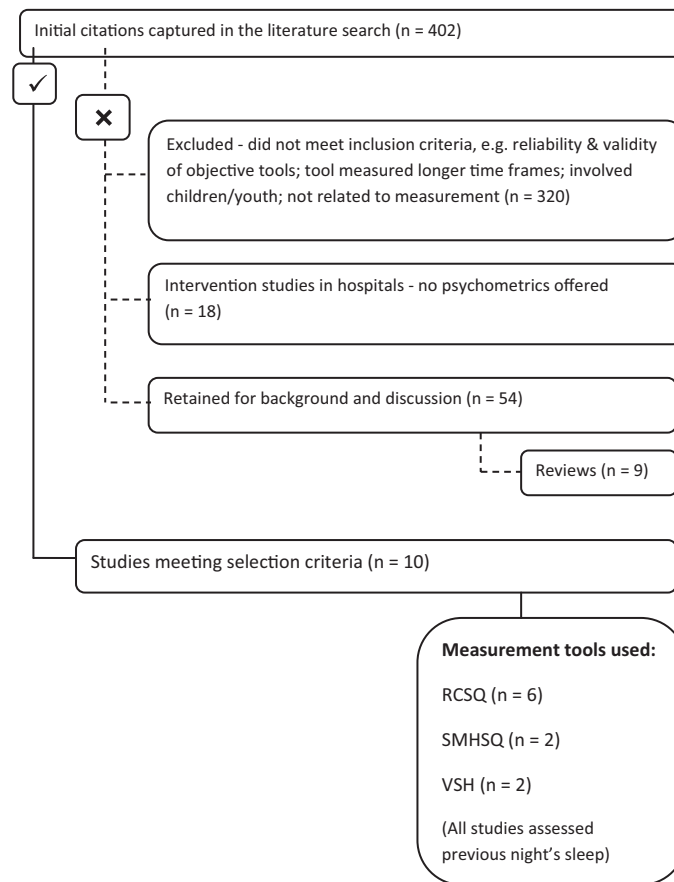 Initial citations captured in the literature search (n = 402)
✓
×
Excluded - did not meet inclusion criteria, e.g. reliability & validity
of objective tools; tool measured longer time frames; involved
children/youth; not related to measurement (n = 320)
Intervention studies in hospitals - no psychometrics offered
(n = 18)
Retained for background and discussion (n = 54)
Reviews (n = 9)
Studies meeting selection criteria (n = 10)
Measurement tools used:
RCSQ (n = 6)
SMHSQ (n = 2)
VSH (n = 2)
(All studies assessed
previous night's sleep)